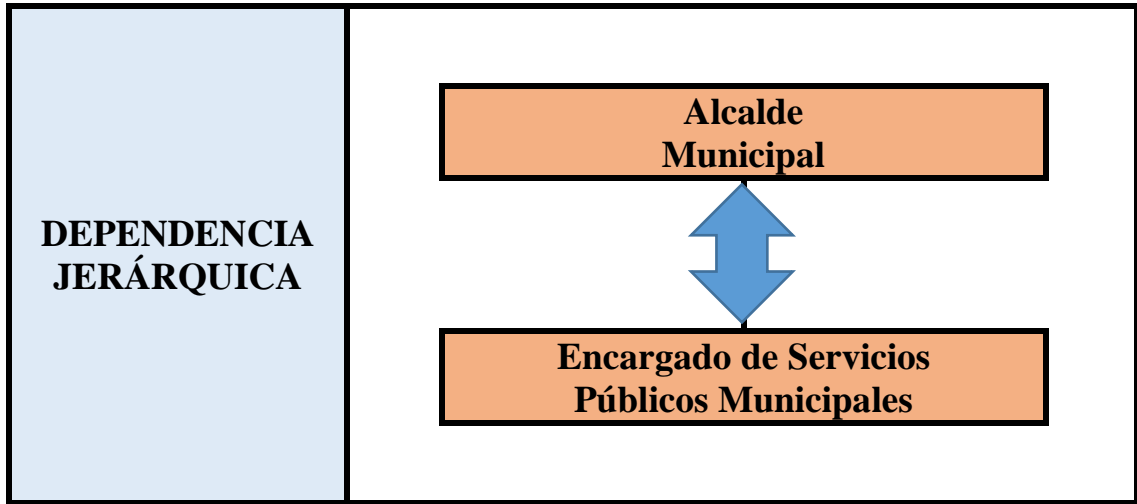 DEPENDENCIA
JERÁRQUICA
Alcalde
Municipal
Encargado de Servicios
Públicos Municipales